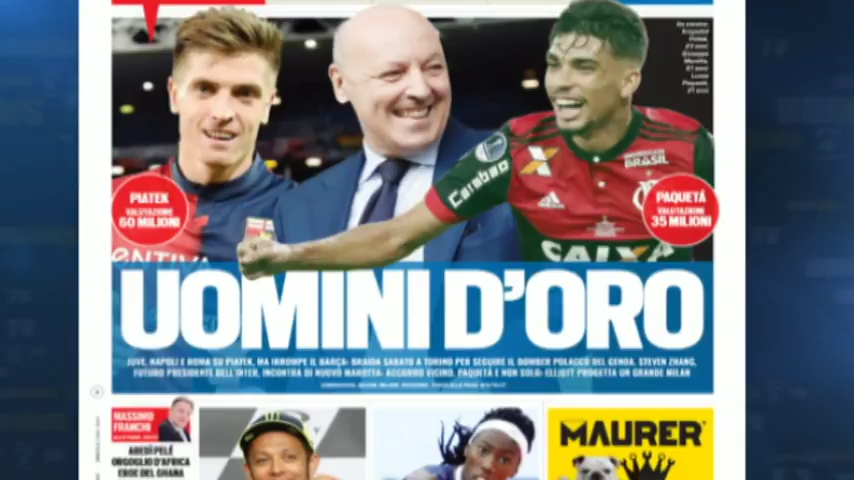 PIATEK
VALUTAZIONE
60 MILIONI
PAQUETÁ
VALUTAZIONE
35 MILIONI
Carabao
BRASIL
CAIXA
UOMINI D'ORO
JUVE, NAPOLI E ROMA SU PIATEK, MA IRROMPE IL BARÇA: BRAIDA SABATO A TORINO PER SEGUIRE IL BOMBER POLACCO DEL GENOA. STEVEN ZHANG,
FUTURO PRESIDENTE DELL'INTER, INCONTRA DI NUOVO MAROTTA: ACCORDO VICINO. PAQUETÁ E NON SOLO: ELLIOTT PROGETTA UN GRANDE MILAN
MASSIMO
FRANCHI
ABEDÌ PELÉ
ORGOGLIO D'AFRICA
EROE DEL GHANA
MAURER